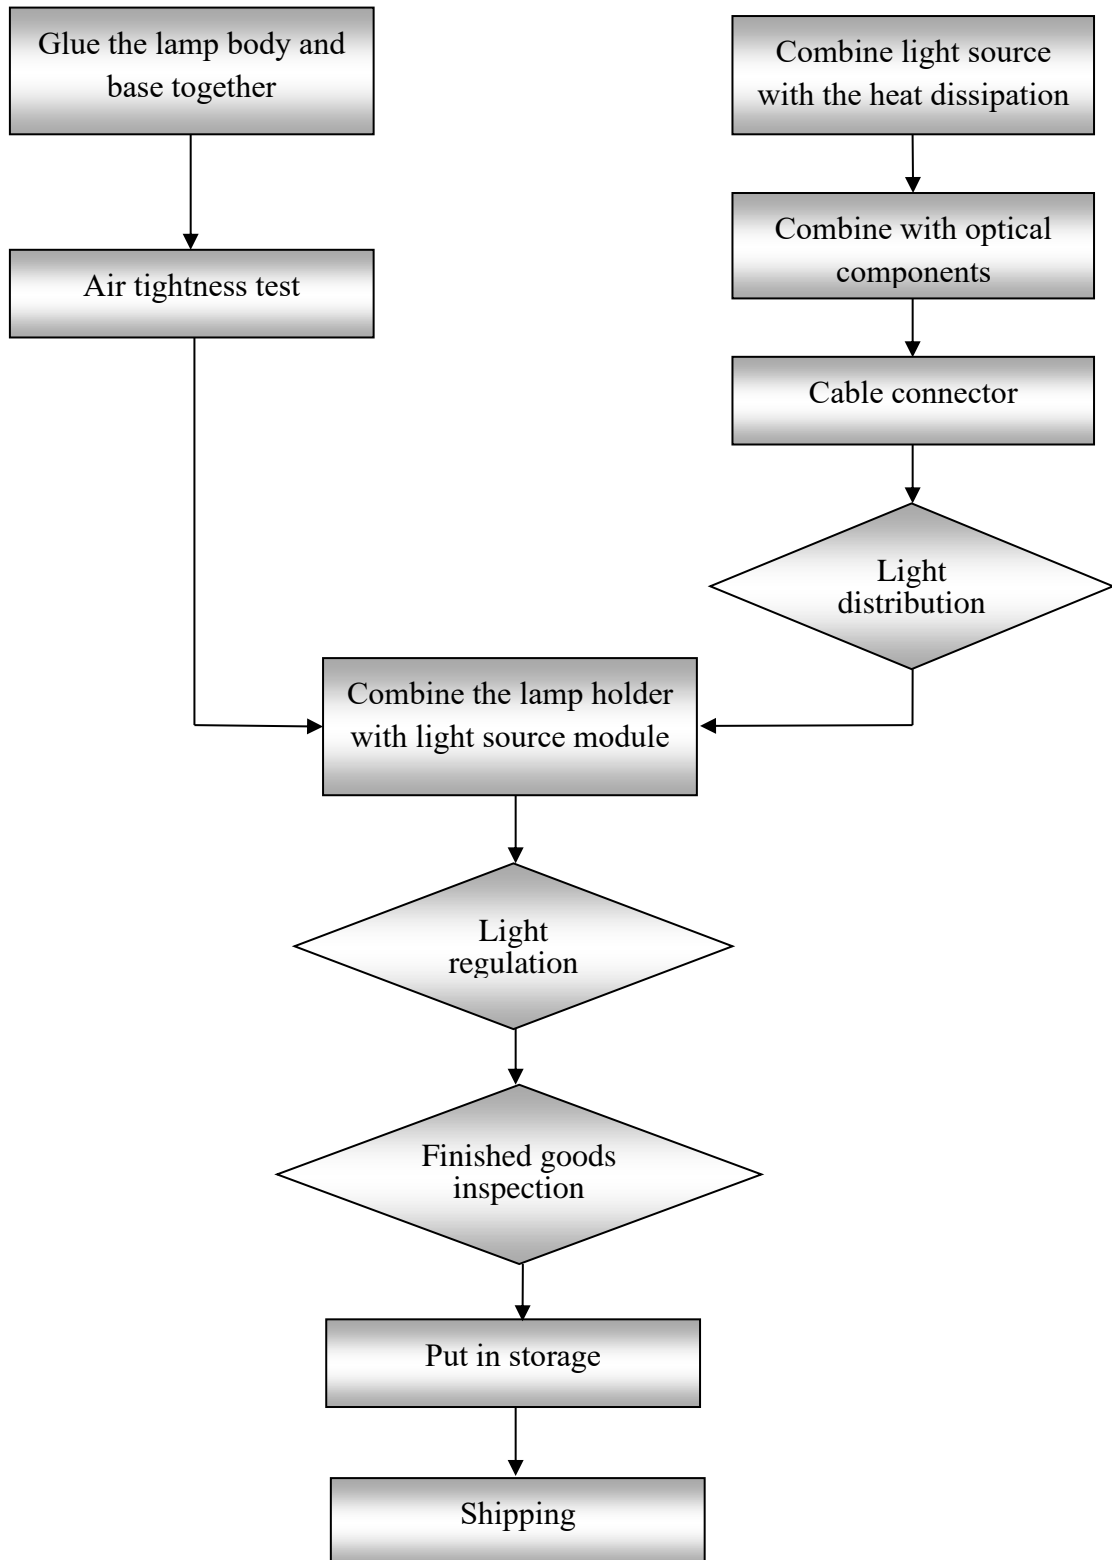 Glue the lamp body and
base together
Combine light source
with the heat dissipation
Combine with optical
components
Air tightness test
Cable connector
Light
distribution
Combine the lamp holder
with light source module
Light
regulation
Finished goods
inspection
Put in storage
Shipping